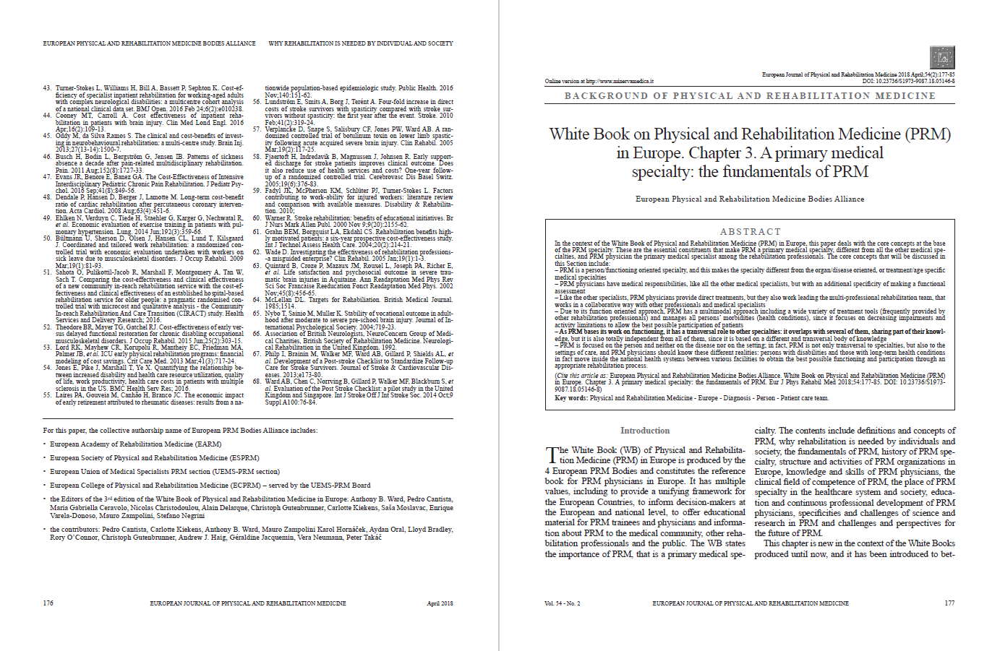 EUROPEAN PHYSICAL AND REHABILITATION MEDICINE BODIES ALLIANCE WHY REHABILITATION IS NEEDED BY INDIVIDUAL AND SOCIETY
43. Turner-Stokes L, Williams H, Bill A, Bassett P, Sephton K. Cost-ef-
ficiency of specialist inpatient rehabilitation for working-aged adults
with complex neurological disabilities: a multicentre cohort analysis
of a national clinical data set. BMJ Open. 2016 Feb 24;6(2):e010238.
44. Cooney MT, Carroll Á. Cost effectiveness of inpatient reha-
bilitation in patients with brain injury. Clin Med Lond Engl. 2016
Apr;16(2):109-13.
45. Oddy M, da Silva Ramos S. The clinical and cost-benefits of invest-
ing in neurobehavioural rehabilitation: a multi-centre study. Brain Inj.
2013;27(13-14):1500-7.
46. Busch H, Bodin L, Bergström G, Jensen IB. Patterns of sickness
absence a decade after pain-related multidisciplinary rehabilitation.
Pain. 2011 Aug;152(8):1727-33.
47. Evans JR, Benore E, Banez GA. The Cost-Effectiveness of Intensive
Interdisciplinary Pediatric Chronic Pain Rehabilitation. J Pediatr Psy-
chol. 2016 Sep;41(8):849-56.
48. Dendale P, Hansen D, Berger J, Lamotte M. Long-term cost-benefit
ratio of cardiac rehabilitation after percutaneous coronary interven-
tion. Acta Cardiol. 2008 Aug;63(4):451-6.
49. Ehlken N, Verduyn C, Tiede H, Staehler G, Karger G, Nechwatal R,
et al. Economic evaluation of exercise training in patients with pul-
monary hypertension. Lung. 2014 Jun;192(3):359-66.
50. Bültmann U, Sherson D, Olsen J, Hansen CL, Lund T, Kilsgaard
J. Coordinated and tailored work rehabilitation: a randomized con-
trolled trial with economic evaluation undertaken with workers on
sick leave due to musculoskeletal disorders. J Occup Rehabil. 2009
Mar;19(1):81-93.
51. Sahota O, Pulikottil-Jacob R, Marshall F, Montgomery A, Tan W,
Sach T. Comparing the cost-effectiveness and clinical effectiveness
of a new community in-reach rehabilitation service with the cost-ef-
fectiveness and clinical effectiveness of an established hospital-based
rehabilitation service for older people: a pragmatic randomised con-
trolled trial with microcost and qualitative analysis - the Community
In-reach Rehabilitation And Care Transition (CIRACT) study. Health
Services and Delivery Research; 2016.
52. Theodore BR, Mayer TG, Gatchel RJ. Cost-effectiveness of early ver-
sus delayed functional restoration for chronic disabling occupational
musculoskeletal disorders. J Occup Rehabil. 2015 Jun;25(2):303-15.
53. Lord RK, Mayhew CR, Korupolu R, Mantheiy EC, Friedman MA,
Palmer JB, et al. ICU early physical rehabilitation programs: financial
modeling of cost savings. Crit Care Med. 2013 Mar;41(3):717-24.
54. Jones E, Pike J, Marshall T, Ye X. Quantifying the relationship be-
tween increased disability and health care resource utilization, quality
of life, work productivity, health care costs in patients with multiple
sclerosis in the US. BMC Health Serv Res; 2016.
55. Laires PA, Gouveia M, Canhão H, Branco JC. The economic impact
of early retirement attributed to rheumatic diseases: results from a na-
tionwide population-based epidemiologic study. Public Health. 2016
Nov;140:151-62.
56. Lundström E, Smits A, Borg J, Terént A. Four-fold increase in direct
costs of stroke survivors with spasticity compared with stroke sur-
vivors without spasticity: the first year after the event. Stroke. 2010
Feb;41(2):319-24.
57. Verplancke D, Snape S, Salisbury CF, Jones PW, Ward AB. A ran-
domized controlled trial of botulinum toxin on lower limb spastic-
ity following acute acquired severe brain injury. Clin Rehabil. 2005
Mar;19(2):117-25.
58. Fjaertoft H, Indredavik B, Magnussen J, Johnsen R. Early support-
ed discharge for stroke patients improves clinical outcome. Does
it also reduce use of health services and costs? One-year follow-
up of a randomized controlled trial. Cerebrovasc Dis Basel Switz.
2005;19(6):376-83.
59. Fadyl JK, McPherson KM, Schlüter PJ, Turner-Stokes L. Factors
contributing to work-ability for injured workers: literature review
and comparison with available measures. Disability & Rehabilita-
tion. 2010;
60. Warner R. Stroke rehabilitation: benefits of educational initiatives. Br
J Nurs Mark Allen Publ. 2000 Nov 9;9(20):2155-62.
61. Grahn BEM, Borgquist LA, Ekdahl CS. Rehabilitation benefits high-
ly motivated patients: a six-year prospective cost-effectiveness study.
Int J Technol Assess Health Care. 2004;20(2):214-21.
62. Wade D. Investigating the effectiveness of rehabilitation professions-
-a misguided enterprise? Clin Rehabil. 2005 Jan;19(1):1-3.
63. Quintard B, Croze P, Mazaux JM, Rouxel L, Joseph PA, Richer E,
et al. Life satisfaction and psychosocial outcome in severe trau-
matic brain injuries in Aquitaine. Ann Readaptation Med Phys Rev
Sci Soc Francaise Reeducation Fonct Readaptation Med Phys. 2002
Nov;45(8):456-65.
64. McLellan DL. Targets for Rehabilitation. British Medical Journal.
1985;1514.
65. Nybo T, Sainio M, Muller K. Stability of vocational outcome in adult-
hood after moderate to severe pre-school brain injury. Journal of In-
ternational Psychological Society. 2004;719-23.
66. Association of British Neurologists, NeuroConcern Group of Medi-
cal Charities, British Society of Rehabilitation Medicine. Neurologi-
cal Rehabilitation in the United Kingdom. 1992.
67. Philp I, Brainin M, Walker MF, Ward AB, Gillard P, Shields AL, et
al. Development of a Post-stroke Checklist to Standardize Follow-up
Care for Stroke Survivors. Journal of Stroke & Cardiovascular Dis-
eases. 2013;e173-80.
68. Ward AB, Chen C, Norrving B, Gillard P, Walker MF, Blackburn S, et
al. Evaluation of the Post Stroke Checklist: a pilot study in the United
Kingdom and Singapore. Int J Stroke Off J Int Stroke Soc. 2014 Oct;9
Suppl A100:76-84.
For this paper, the collective authorship name of European PRM Bodies Alliance includes:
• European Academy of Rehabilitation Medicine (EARM)
• European Society of Physical and Rehabilitation Medicine (ESPRM)
• European Union of Medical Specialists PRM section (UEMS-PRM section)
• European College of Physical and Rehabilitation Medicine (ECPRM) – served by the UEMS-PRM Board
• the Editors of the 3rd edition of the White Book of Physical and Rehabilitation Medicine in Europe: Anthony B. Ward, Pedro Cantista,
Maria Gabriella Ceravolo, Nicolas Christodoulou, Alain Delarque, Christoph Gutenbrunner, Carlotte Kiekens, Saša Moslavac, Enrique
Varela-Donoso, Mauro Zampolini, Stefano Negrini
• the contributors: Pedro Cantista, Carlotte Kiekens, Anthony B. Ward, Mauro Zampolini Karol Hornáček, Aydan Oral, Lloyd Bradley,
Rory O'Connor, Christoph Gutenbrunner, Andrew J. Haig, Géraldine Jacquemin, Vera Neumann, Peter Takáč
176 EUROPEAN JOURNAL OF PHYSICAL AND REHABILITATION MEDICINE April 2018
European Journal of Physical and Rehabilitation Medicine 2018 April;54(2):177-85
Online version at http://www.minervamedica.it DOI: 10.23736/S1973-9087.18.05146-8
BACKGROUND OF PHYSICAL AND REHABILITATION MEDICINE
White Book on Physical and Rehabilitation Medicine (PRM)
in Europe. Chapter 3. A primary medical
specialty: the fundamentals of PRM
European Physical and Rehabilitation Medicine Bodies Alliance
ABSTRACT
In the context of the White Book of Physical and Rehabilitation Medicine (PRM) in Europe, this paper deals with the core concepts at the base
of the PRM specialty. These are the essential constituents that make PRM a primary medical specialty, different from all the other medical spe-
cialties, and PRM physician the primary medical specialist among the rehabilitation professionals. The core concepts that will be discussed in
this Section include:
– PRM is a person/functioning oriented specialty, and this makes the specialty different from the organ/disease oriented, or treatment/age specific
medical specialties
– PRM physicians have medical responsibilities, like all the other medical specialists, but with an additional specificity of making a functional
assessment
– Like the other specialists, PRM physicians provide direct treatments, but they also work leading the multi-professional rehabilitation team, that
works in a collaborative way with other professionals and medical specialists
– Due to its function oriented approach, PRM has a multimodal approach including a wide variety of treatment tools (frequently provided by
other rehabilitation professionals) and manages all persons' morbidities (health conditions), since it focuses on decreasing impairments and
activity limitations to allow the best possible participation of patients
– As PRM bases its work on functioning, it has a transversal role to other specialties: it overlaps with several of them, sharing part of their knowl-
edge, but it is also totally independent from all of them, since it is based on a different and transversal body of knowledge
– PRM is focused on the person and neither on the disease nor on the setting; in fact, PRM is not only transversal to specialties, but also to the
settings of care, and PRM physicians should know these different realities: persons with disabilities and those with long-term health conditions
in fact move inside the national health systems between various facilities to obtain the best possible functioning and participation through an
appropriate rehabilitation process.
(Cite this article as: European Physical and Rehabilitation Medicine Bodies Alliance. White Book on Physical and Rehabilitation Medicine (PRM)
in Europe. Chapter 3. A primary medical specialty: the fundamentals of PRM. Eur J Phys Rehabil Med 2018;54:177-85. DOI: 10.23736/S1973-
9087.18.05146-8)
Key words: Physical and Rehabilitation Medicine - Europe - Diagnosis - Person - Patient care team.
Introduction
The White Book (WB) of Physical and Rehabilita-
tion Medicine (PRM) in Europe is produced by the
4 European PRM Bodies and constitutes the reference
book for PRM physicians in Europe. It has multiple
values, including to provide a unifying framework for
the European Countries, to inform decision-makers at
the European and national level, to offer educational
material for PRM trainees and physicians and informa-
tion about PRM to the medical community, other reha-
bilitation professionals and the public. The WB states
the importance of PRM, that is a primary medical spe-
cialty. The contents include definitions and concepts of
PRM, why rehabilitation is needed by individuals and
society, the fundamentals of PRM, history of PRM spe-
cialty, structure and activities of PRM organizations in
Europe, knowledge and skills of PRM physicians, the
clinical field of competence of PRM, the place of PRM
specialty in the healthcare system and society, educa-
tion and continuous professional development of PRM
physicians, specificities and challenges of science and
research in PRM and challenges and perspectives for
the future of PRM.
This chapter is new in the context of the White Books
produced until now, and it has been introduced to bet-
Vol. 54 - No. 2 EUROPEAN JOURNAL OF PHYSICAL AND REHABILITATION MEDICINE 177